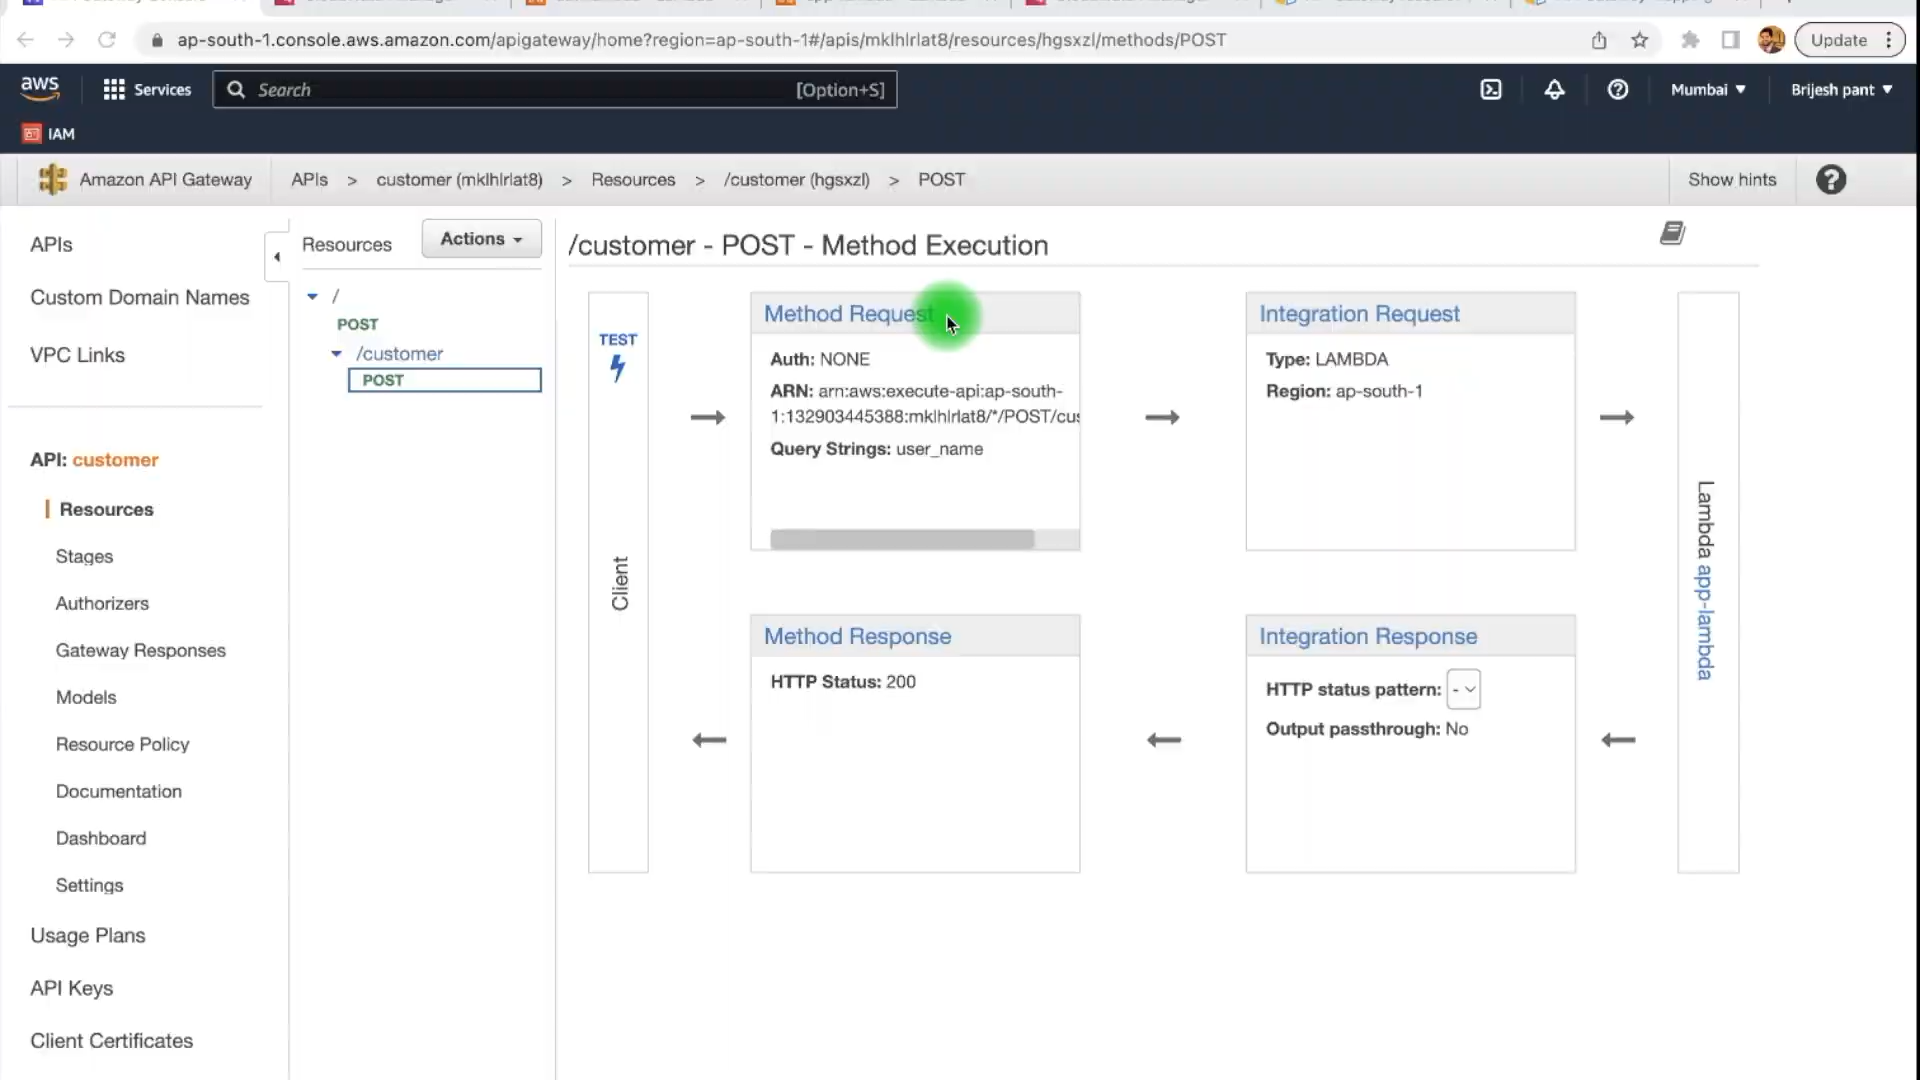 ap-south-1.console.aws.amazon.com/apigateway/home?region=ap-south-1#/apis/mklhlrlat8/resources/hgsxzl/methods/POST
Update
aws
Services
Search
[Option+S]
Mumbai
Brijesh pant
IAM
Amazon API Gateway
APIs > customer (mklhlrlat8) > Resources > /customer (hgsxzl) > POST
Show hints
APIs
Custom Domain Names
VPC Links
API: customer
Resources
Stages
Authorizers
Gateway Responses
Models
Resource Policy
Documentation
Dashboard
Settings
Usage Plans
API Keys
Client Certificates
Resources
Actions
/
POST
/customer
POST
/customer - POST - Method Execution
TEST
Client
Method Request
Auth: NONE
ARN: arn:aws:execute-api:ap-south-
1:132903445388:mklhlrlat8/*/POST/cus
Query Strings: user_name
Integration Request
Type: LAMBDA
Region: ap-south-1
Lambda app-lambda
Method Response
HTTP Status: 200
Integration Response
HTTP status pattern: -
Output passthrough: No